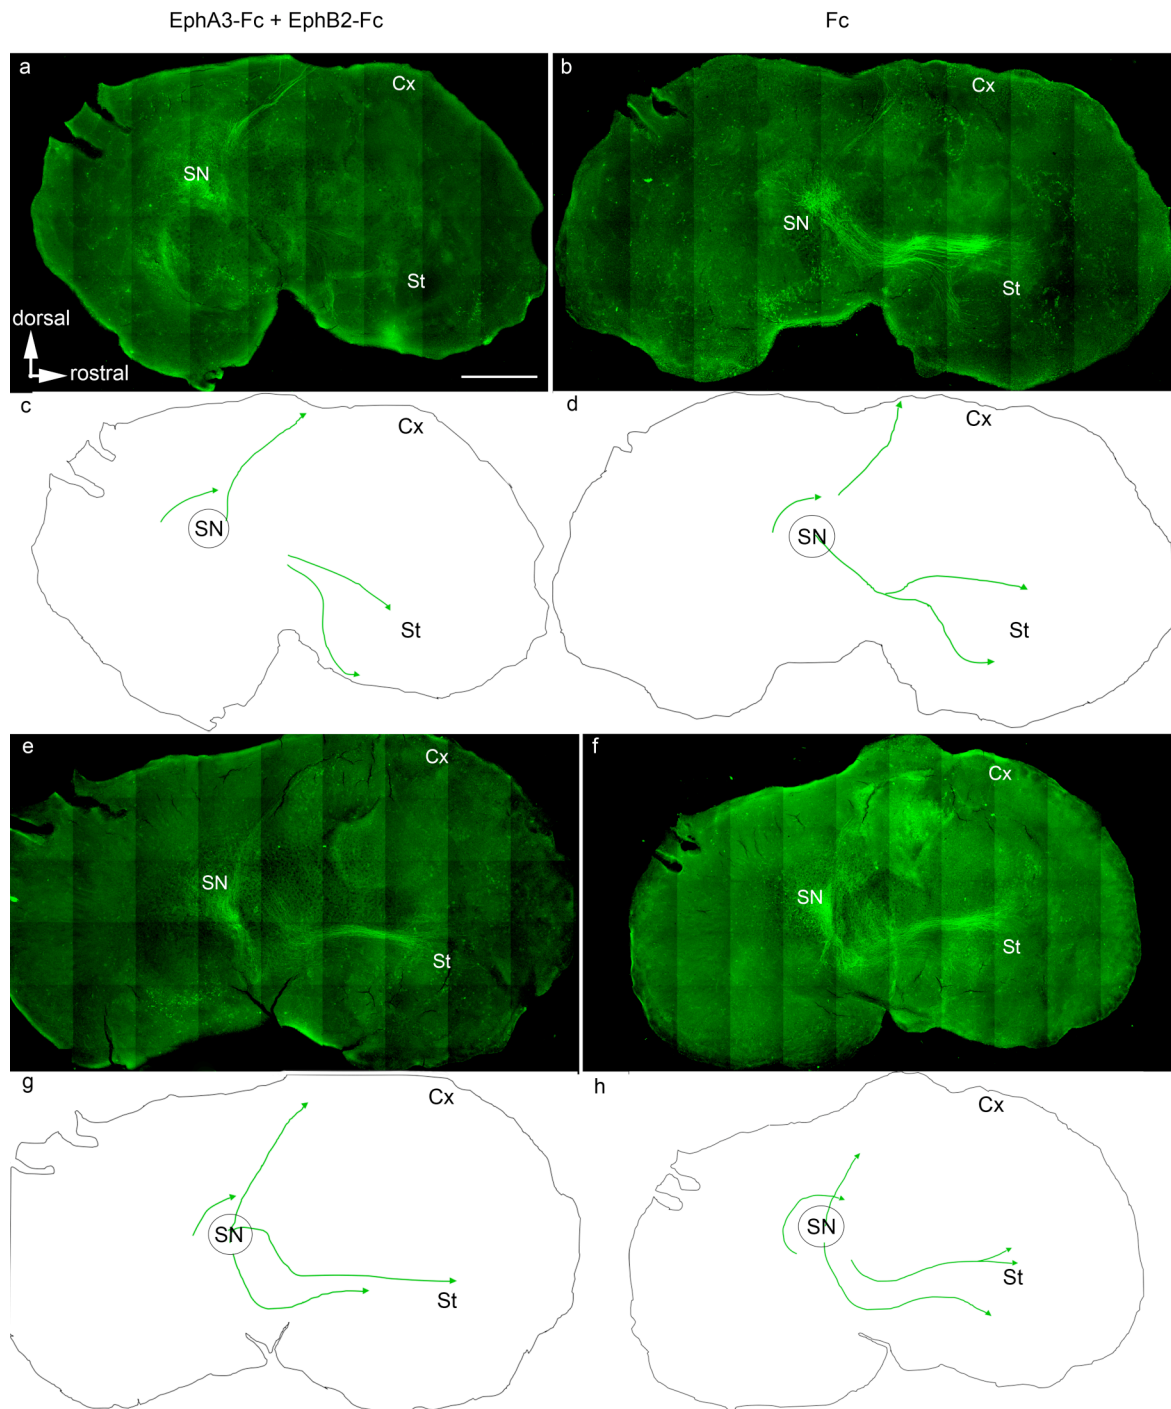 EphA3-Fc + EphB2-Fc Fc
a Cx b Cx
SN SN
St St
dorsal
rostral
c Cx d Cx
SN SN
St St
e Cx f Cx
SN SN
St St
g Cx h Cx
SN SN
St St